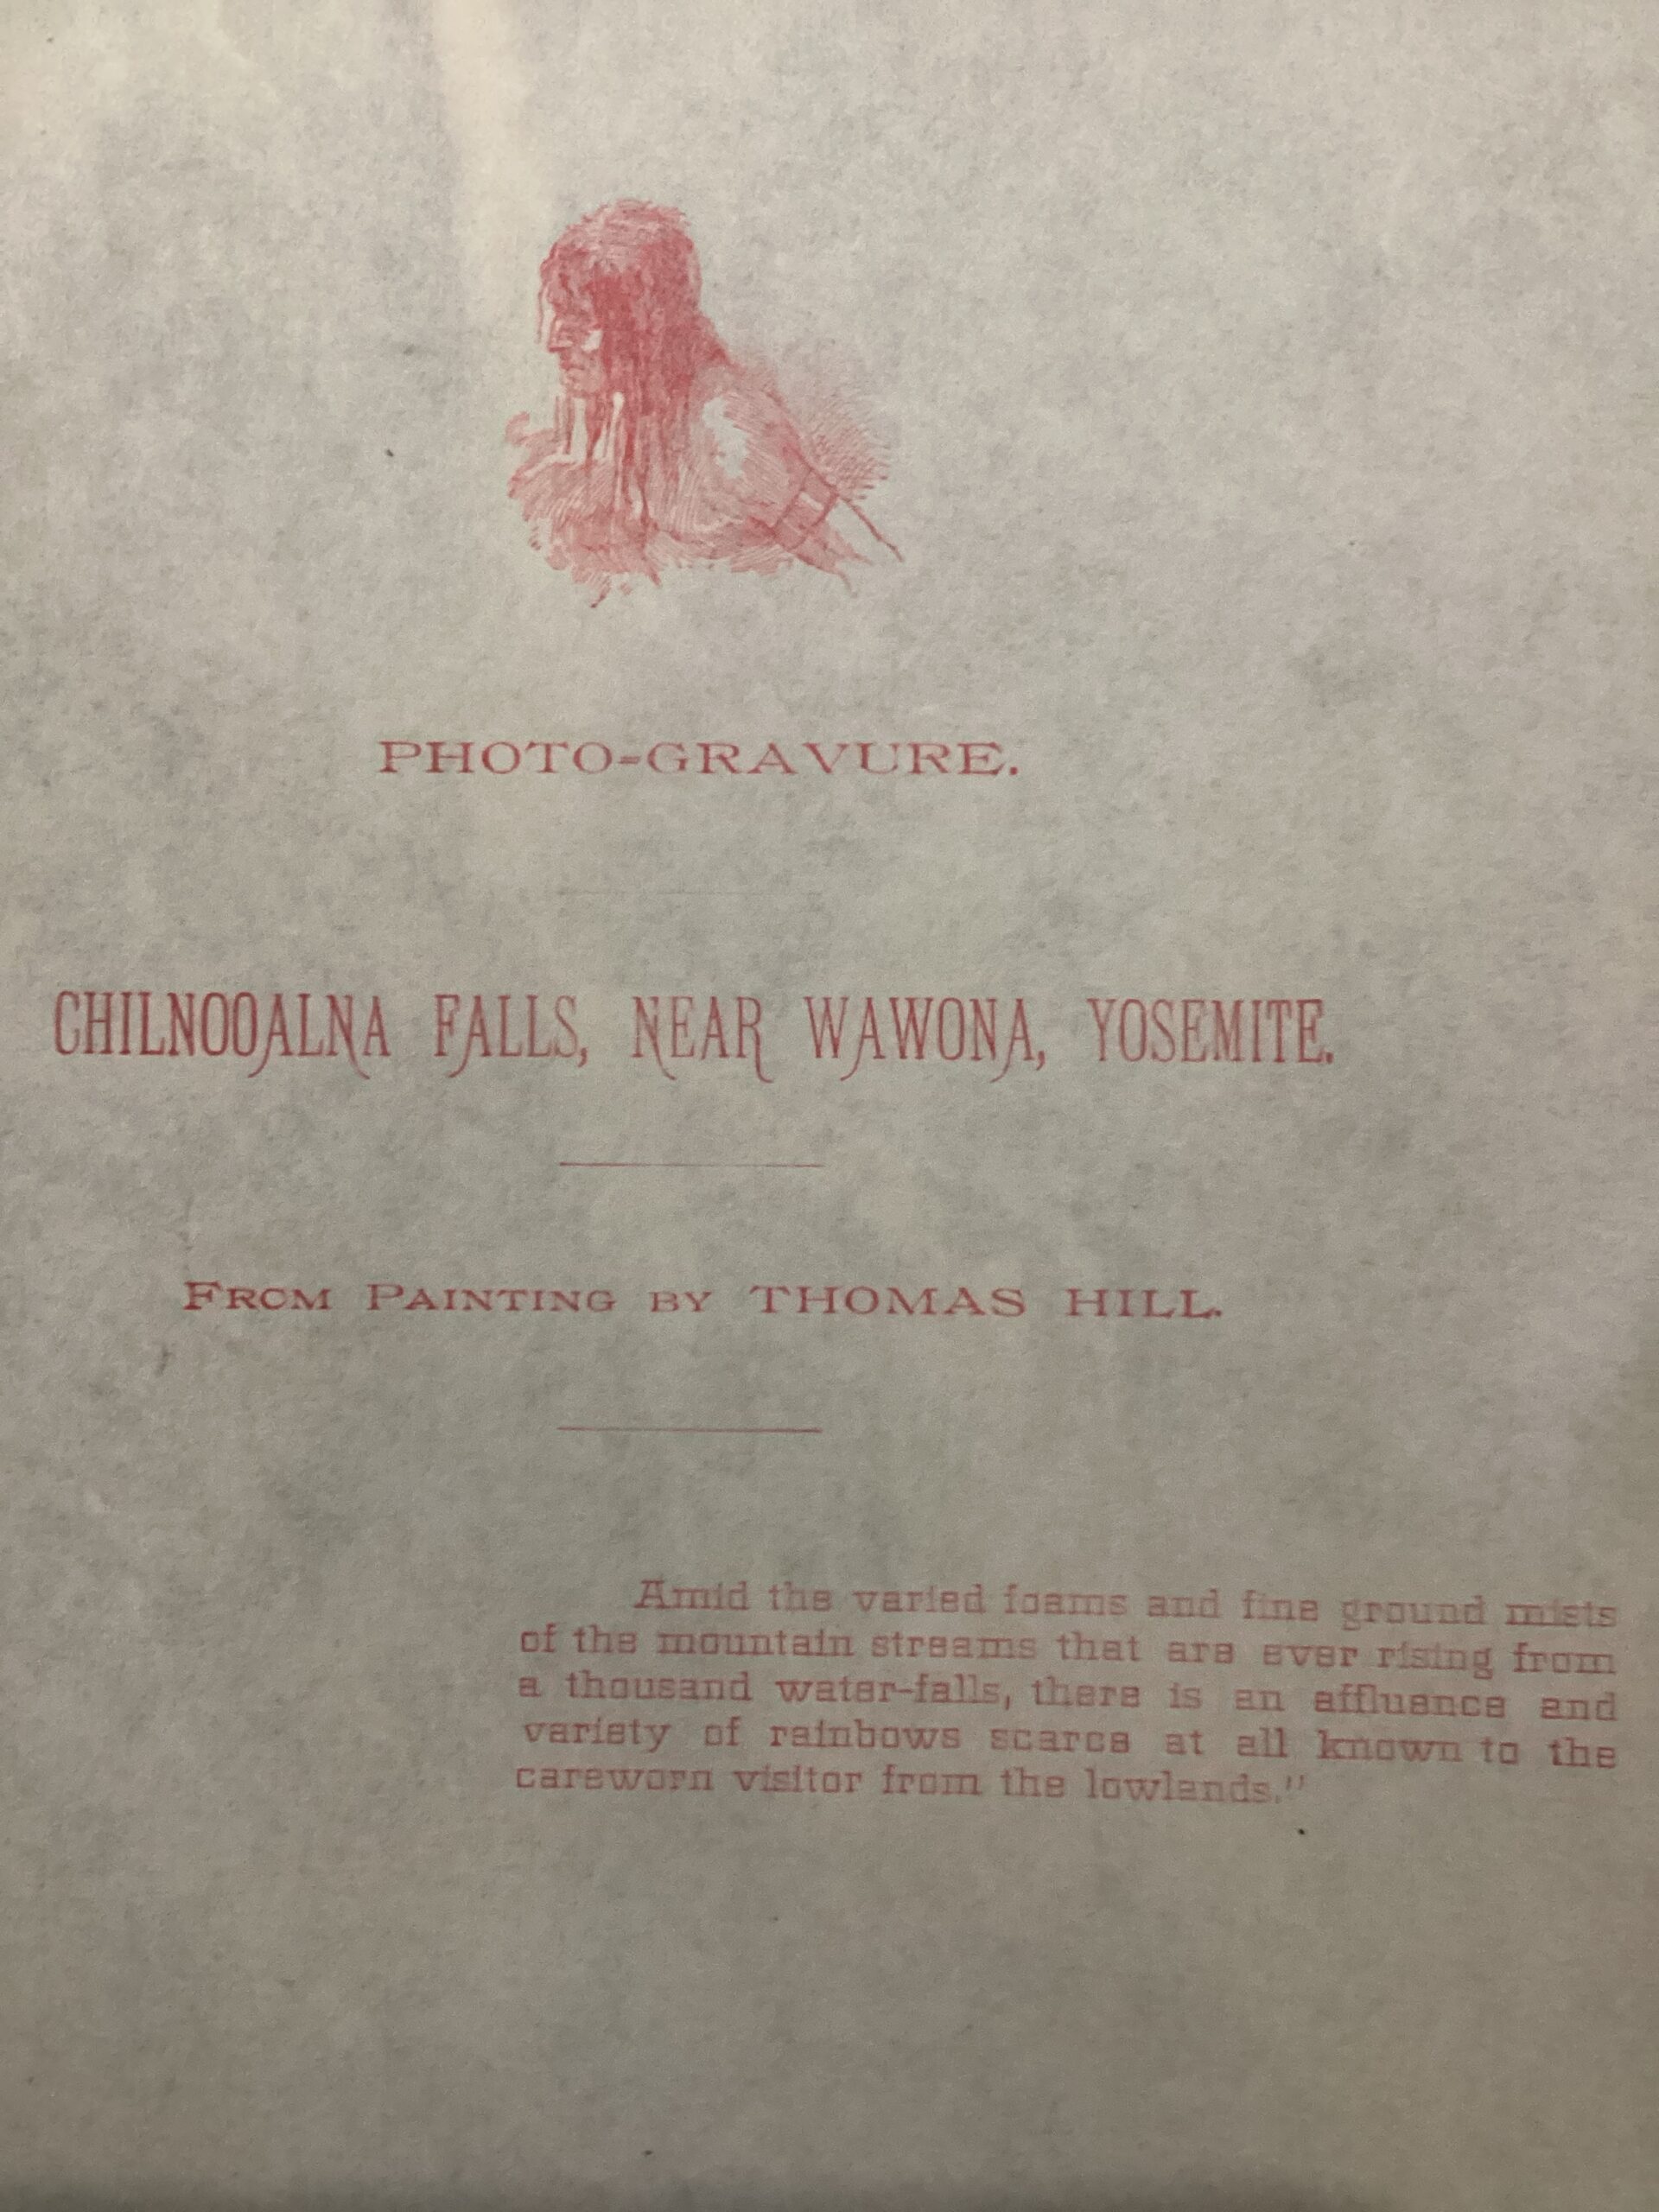 PHOTO-GRAVURE.
CHILNOOALNA FALLS, NEAR WAWONA, YOSEMITE.
FROM PAINTING BY THOMAS HILL.
Amid the varied foams and fine ground mists
of the mountain streams that are ever rising from
a thousand water-falls, there is an affluence and
variety of rainbows scarce at all known to the
careworn visitor from the lowlands."